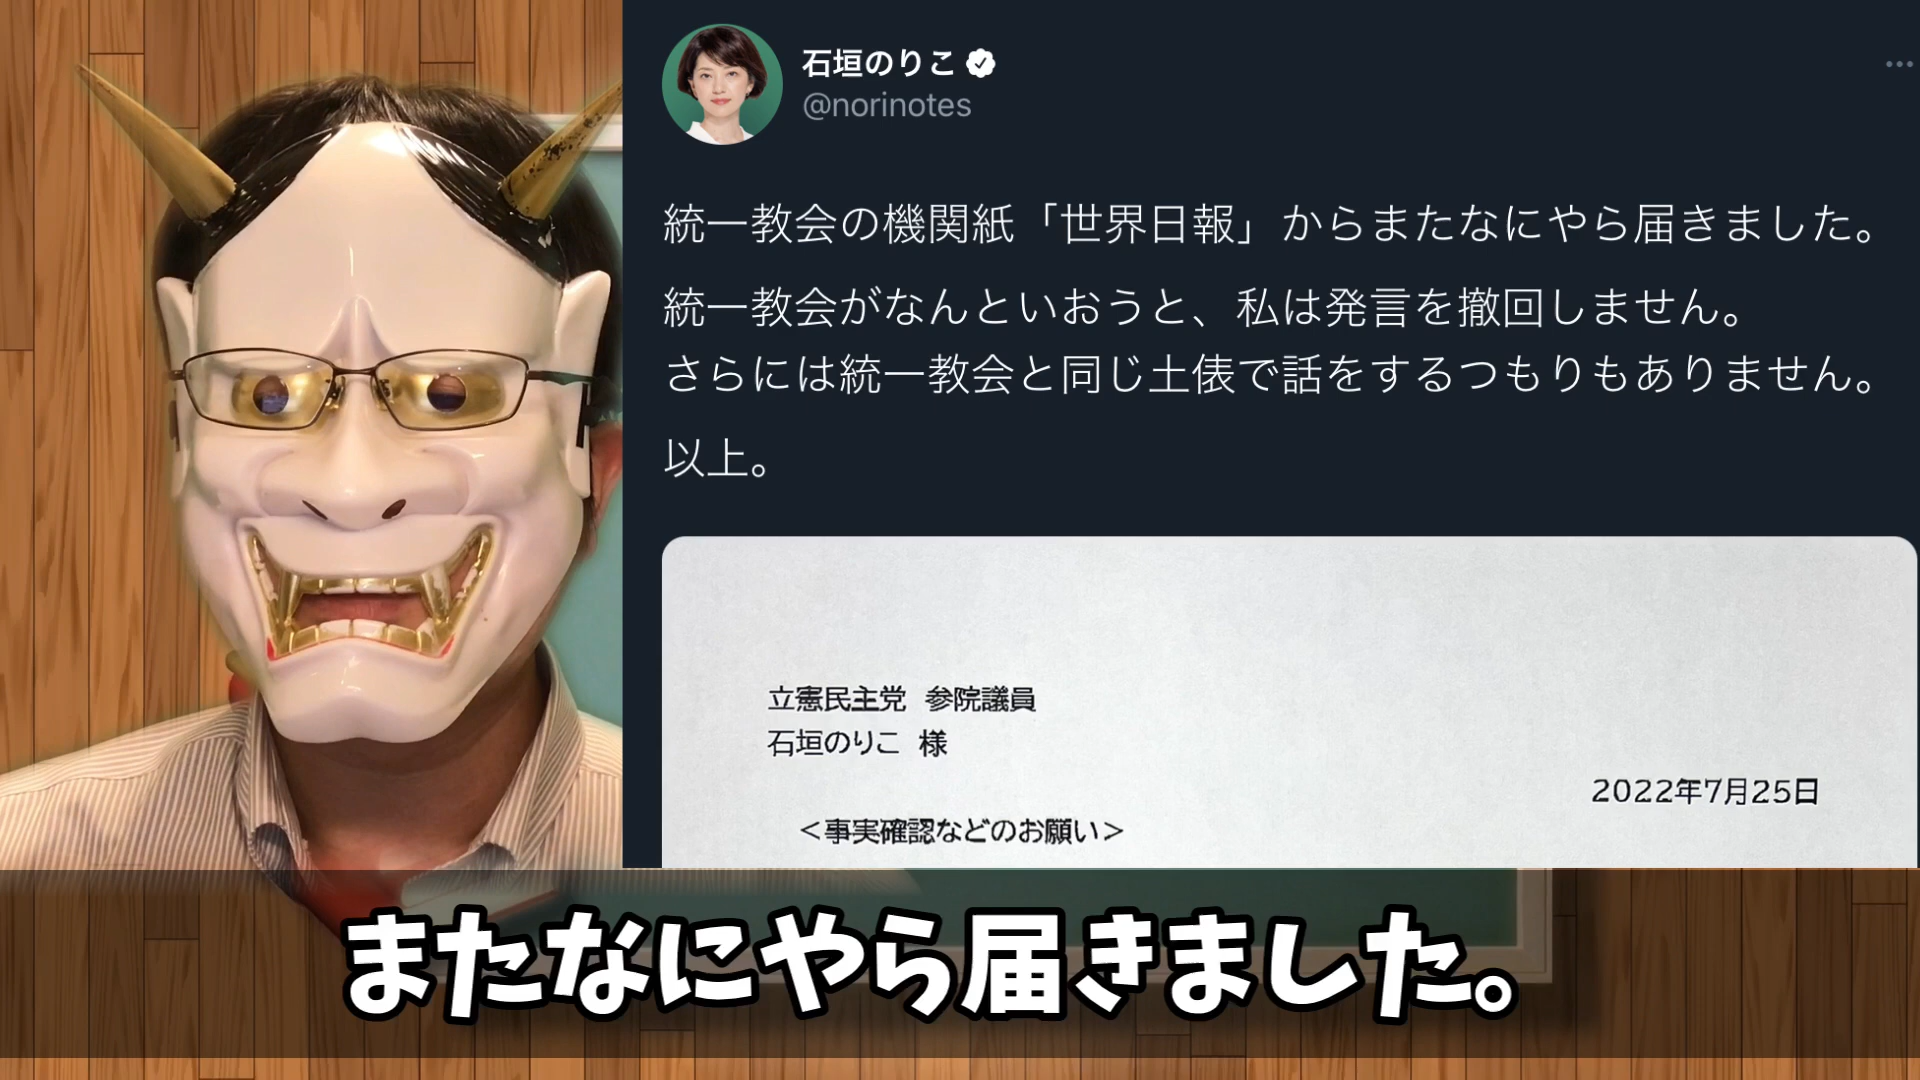 石垣のりこ
@norinotes
統一教会の機関紙「世界日報」からまたなにやら届きました。
統一教会がなんといおうと、私は発言を撤回しません。
さらには統一教会と同じ土俵で話をするつもりもありません。
以上。
立憲民主党 参院議員
石垣のりこ 様
2022年7月25日
＜事実確認などのお願い＞
またなにやら届きました。